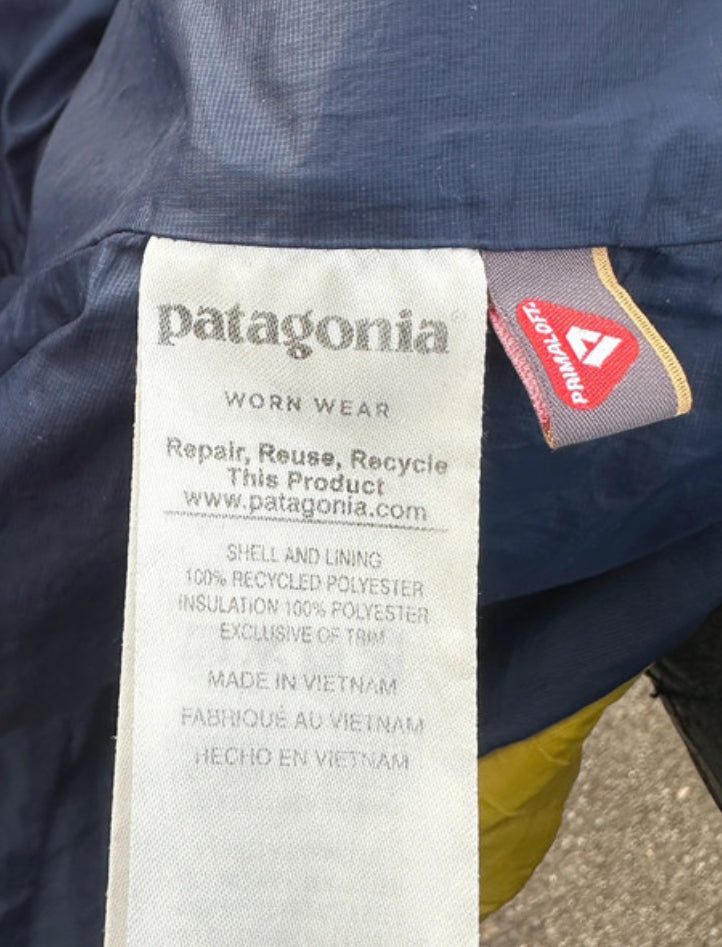 patagonia®
WORN WEAR
Repair, Reuse, Recycle
This Product
www.patagonia.com
SHELL AND LINING
100% RECYCLED POLYESTER
INSULATION 100% POLYESTER
EXCLUSIVE OF TRIM
MADE IN VIETNAM
FABRIQUÉ AU VIETNAM
HECHO EN VIETNAM
PRIMALOFT®